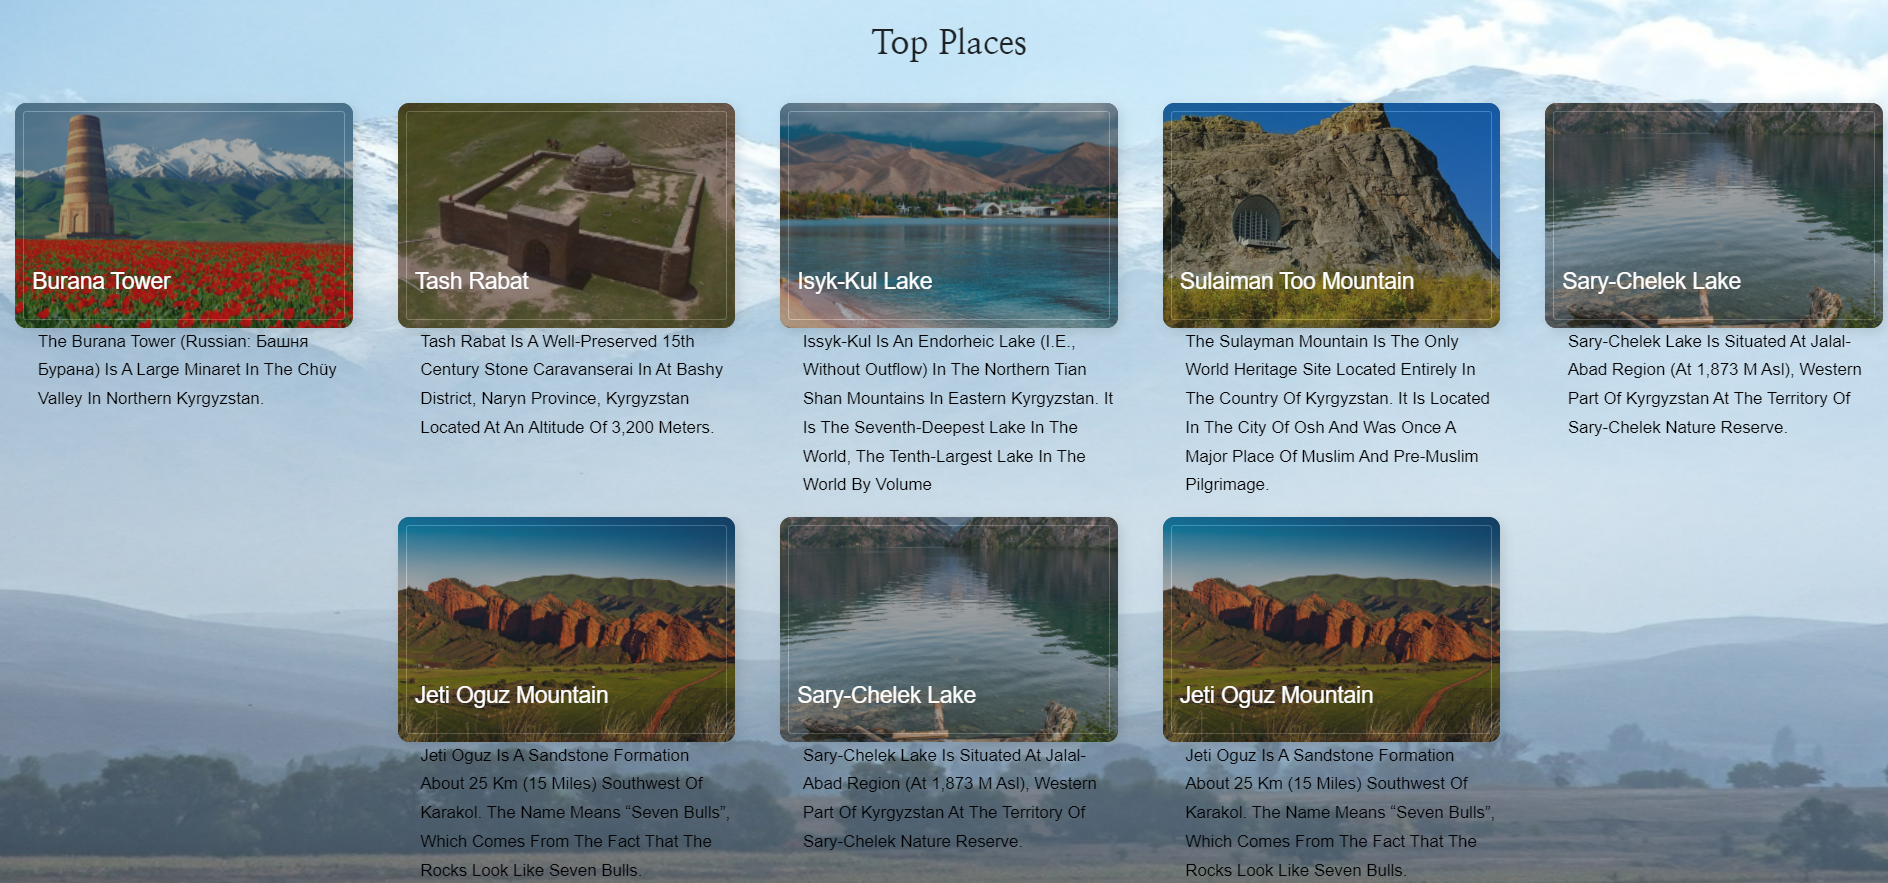 Top Places
Burana Tower
The Burana Tower (Russian: Башня
Бурана) Is A Large Minaret In The Chüy
Valley In Northern Kyrgyzstan.
Tash Rabat
Tash Rabat Is A Well-Preserved 15th
Century Stone Caravanserai In At Bashy
District, Naryn Province, Kyrgyzstan
Located At An Altitude Of 3,200 Meters.
Isyk-Kul Lake
Issyk-Kul Is An Endorheic Lake (I.E.,
Without Outflow) In The Northern Tian
Shan Mountains In Eastern Kyrgyzstan. It
Is The Seventh-Deepest Lake In The
World, The Tenth-Largest Lake In The
World By Volume
Sulaiman Too Mountain
The Sulayman Mountain Is The Only
World Heritage Site Located Entirely In
The Country Of Kyrgyzstan. It Is Located
In The City Of Osh And Was Once A
Major Place Of Muslim And Pre-Muslim
Pilgrimage.
Sary-Chelek Lake
Sary-Chelek Lake Is Situated At Jalal-
Abad Region (At 1,873 M Asl), Western
Part Of Kyrgyzstan At The Territory Of
Sary-Chelek Nature Reserve.
Jeti Oguz Mountain
Jeti Oguz Is A Sandstone Formation
About 25 Km (15 Miles) Southwest Of
Karakol. The Name Means “Seven Bulls”,
Which Comes From The Fact That The
Rocks Look Like Seven Bulls.
Sary-Chelek Lake
Sary-Chelek Lake Is Situated At Jalal-
Abad Region (At 1,873 M Asl), Western
Part Of Kyrgyzstan At The Territory Of
Sary-Chelek Nature Reserve.
Jeti Oguz Mountain
Jeti Oguz Is A Sandstone Formation
About 25 Km (15 Miles) Southwest Of
Karakol. The Name Means “Seven Bulls”,
Which Comes From The Fact That The
Rocks Look Like Seven Bulls.